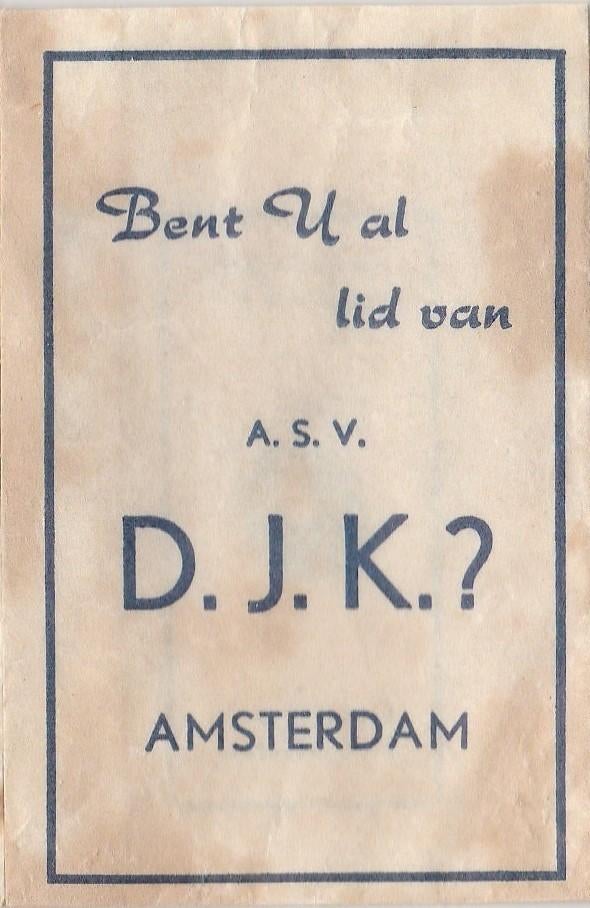 Bent U al
lid van
A. S. V.
D. J. K.?
AMSTERDAM